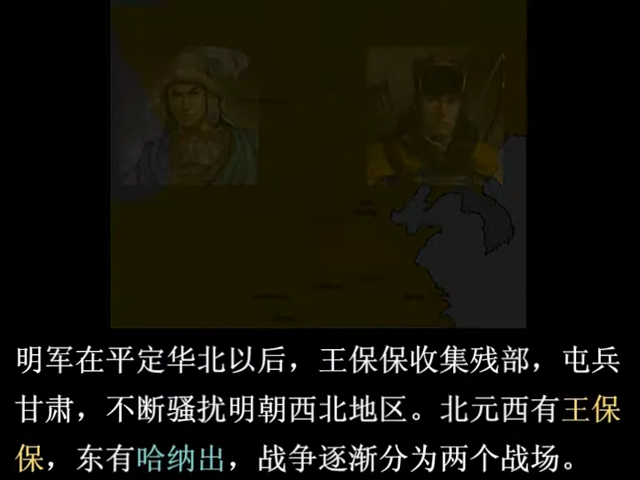 明军在平定华北以后，王保保收集残部，屯兵
甘肃，不断骚扰明朝西北地区。北元西有王保
保，东有哈纳出，战争逐渐分为两个战场。